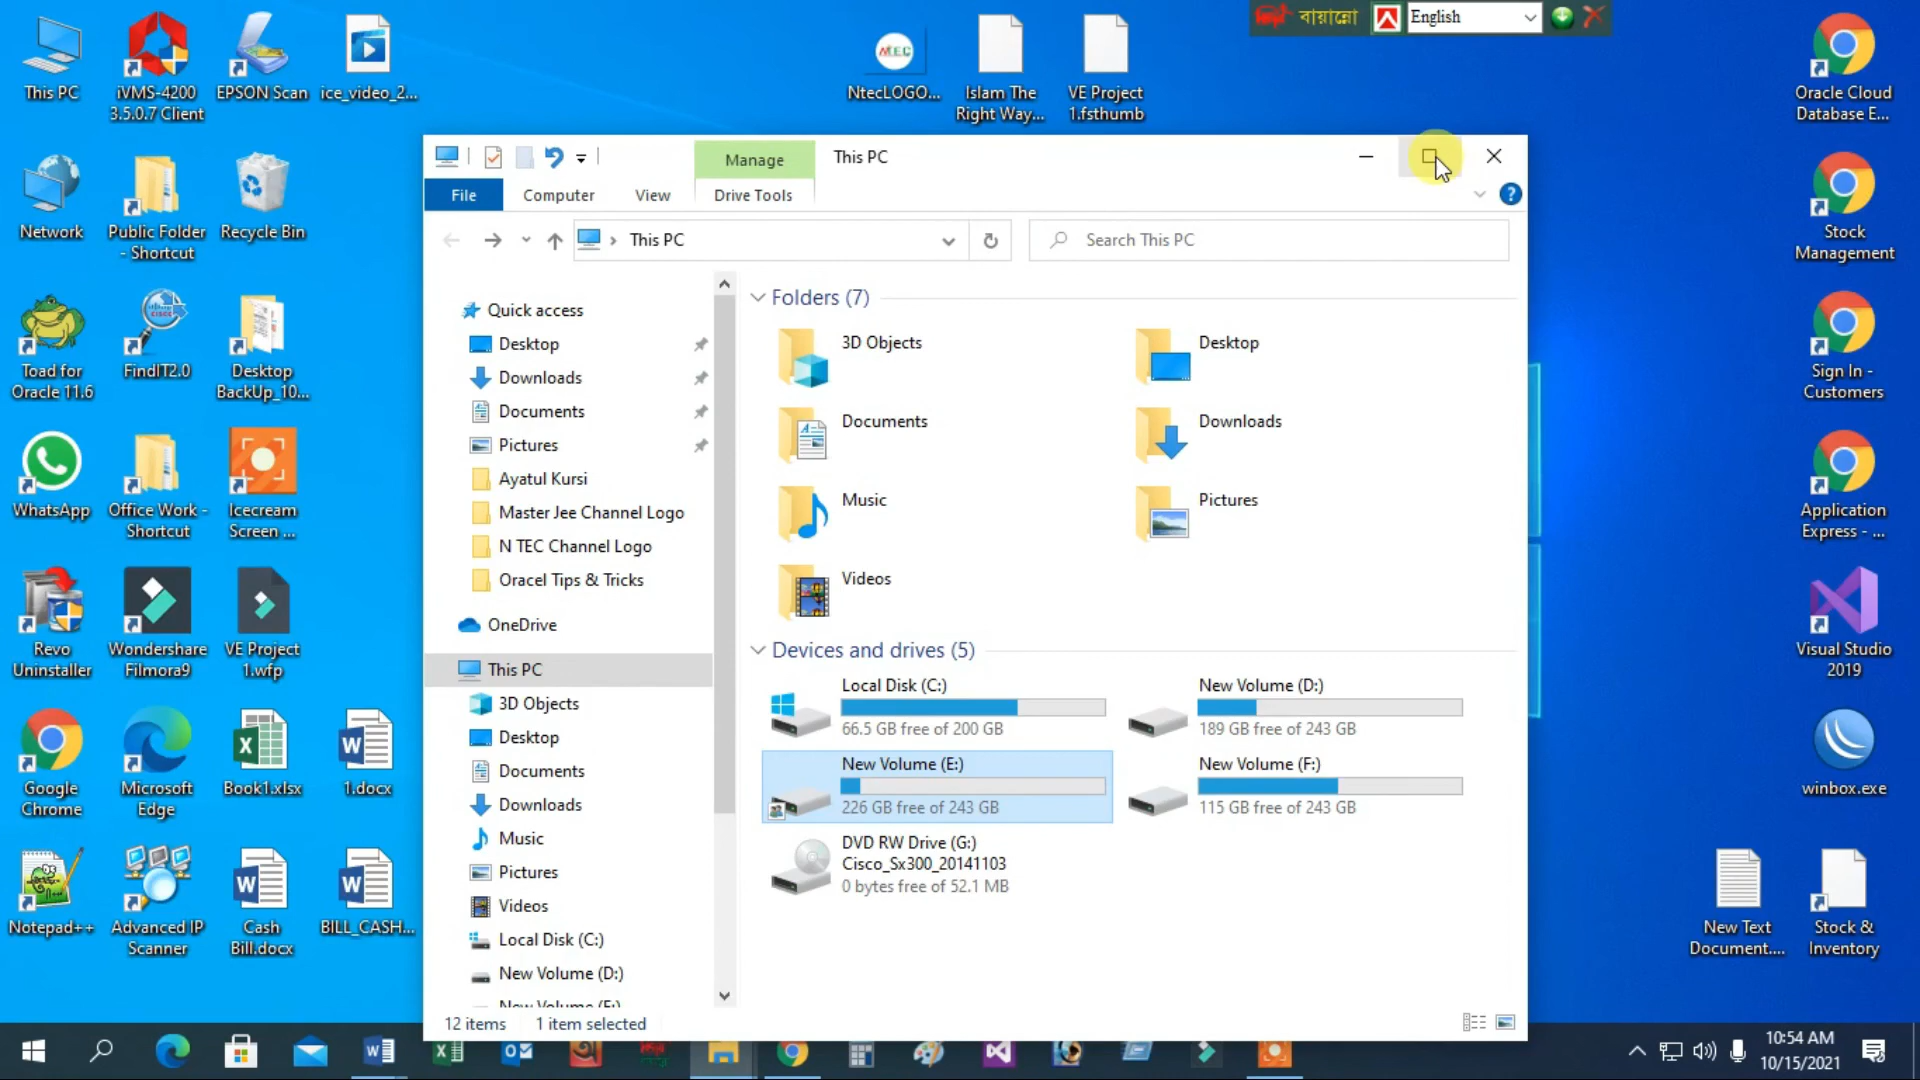 This PC
iVMS-4200
3.5.0.7 Client
EPSON Scan
ice_video_2...
MTEC
NtecLOGO...
Islam The
Right Way...
VE Project
1.fsthumb
বায়ান্নো
English
Oracle Cloud
Database E...
Network
Public Folder
- Shortcut
Recycle Bin
Stock
Management
Toad for
Oracle 11.6
CISCO
FindIT2.0
Desktop
BackUp_10...
Sign In -
Customers
WhatsApp
Office Work -
Shortcut
Icecream
Screen ...
Application
Express - ...
Revo
Uninstaller
Wondershare
Filmora9
VE Project
1.wfp
Visual Studio
2019
Google
Chrome
Microsoft
Edge
Book1.xlsx
1.docx
winbox.exe
Notepad++
Advanced IP
Scanner
Cash
Bill.docx
BILL_CASH...
New Text
Document....
Stock &
Inventory
Manage
This PC
File
Computer
View
Drive Tools
This PC
Search This PC
Quick access
Desktop
Downloads
Documents
Pictures
Ayatul Kursi
Master Jee Channel Logo
N TEC Channel Logo
Oracel Tips & Tricks
OneDrive
This PC
3D Objects
Desktop
Documents
Downloads
Music
Pictures
Videos
Local Disk (C:)
New Volume (D:)
New Volume (E:)
Folders (7)
3D Objects
Desktop
Documents
Downloads
Music
Pictures
Videos
Devices and drives (5)
Local Disk (C:)
66.5 GB free of 200 GB
New Volume (D:)
189 GB free of 243 GB
New Volume (E:)
226 GB free of 243 GB
New Volume (F:)
115 GB free of 243 GB
DVD RW Drive (G:)
Cisco_Sx300_20141103
0 bytes free of 52.1 MB
12 items
1 item selected
10:54 AM
10/15/2021